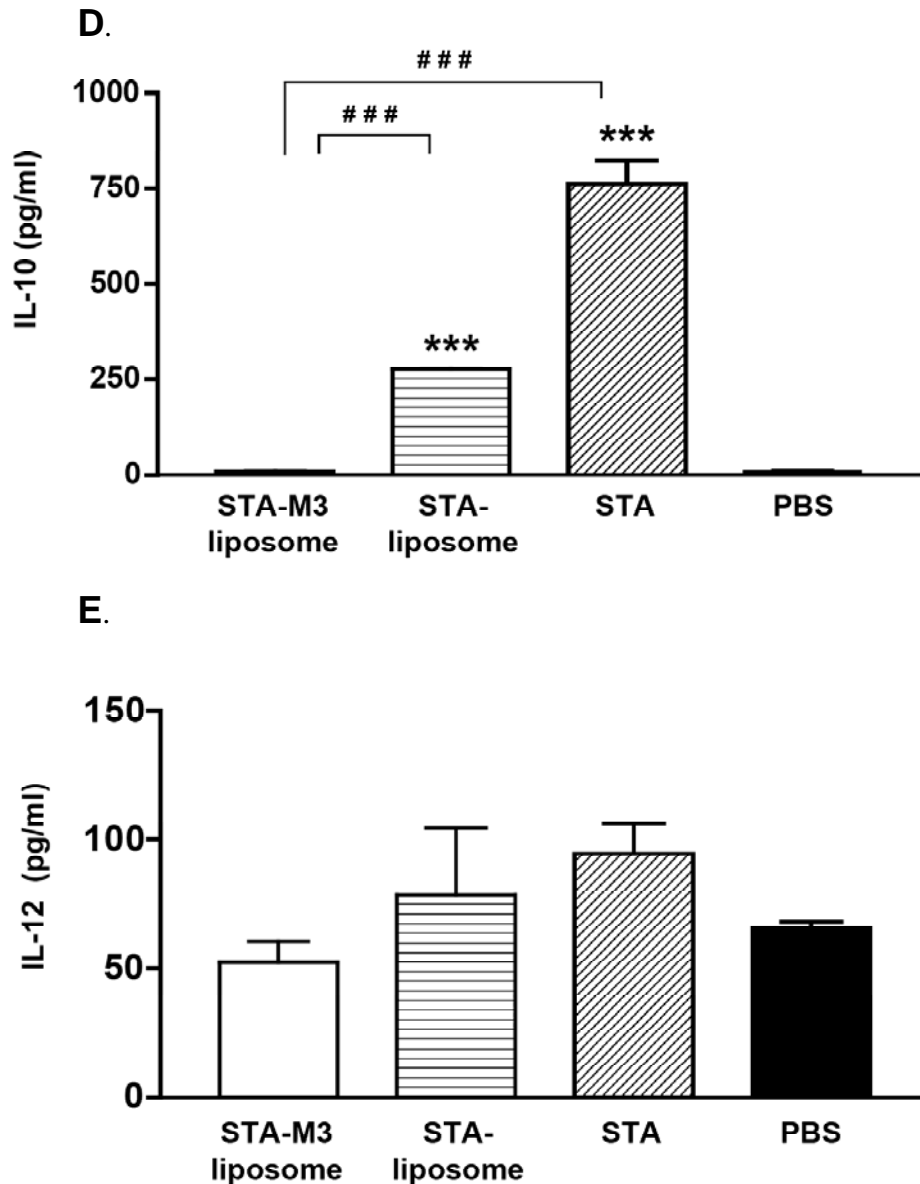 D.
IL-10 (pg/ml)
1000
750
500
250
0
# # #
# # #
***
***
STA-M3
liposome
STA-
liposome
STA
PBS
E.
IL-12 (pg/ml)
150
100
50
0
STA-M3
liposome
STA-
liposome
STA
PBS